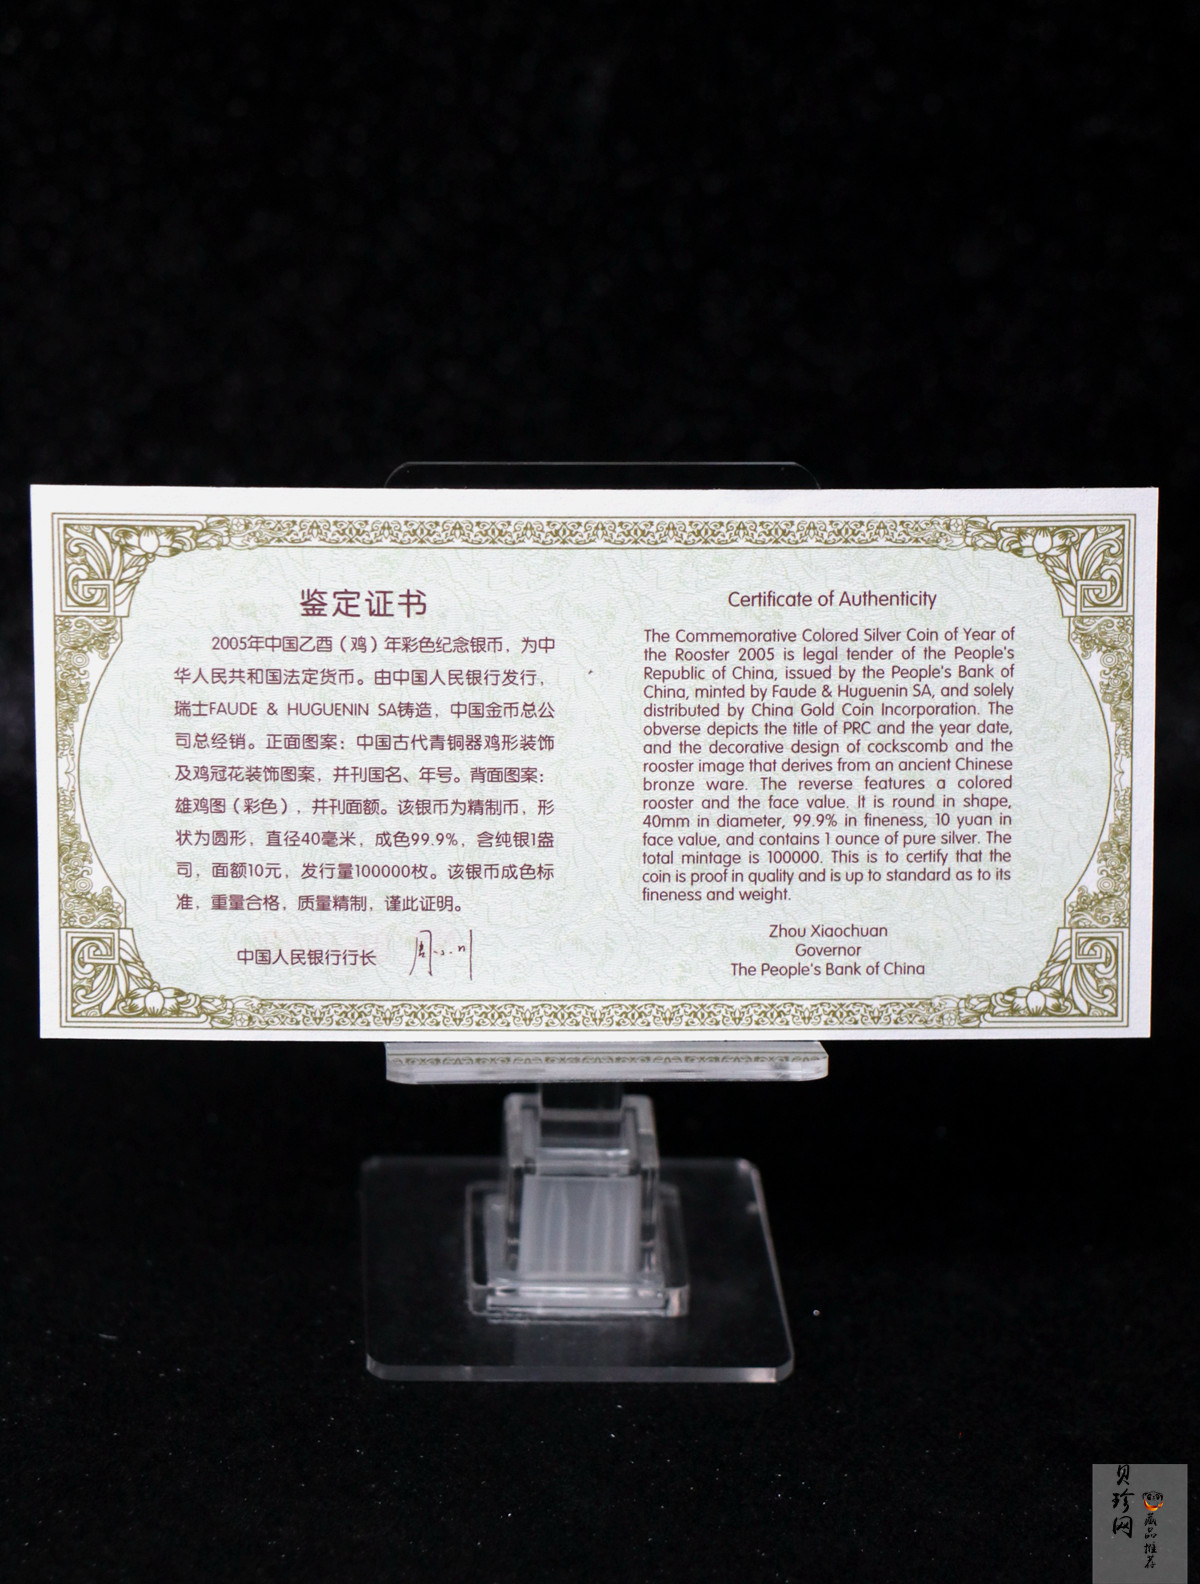 鉴定证书
2005年中国乙酉（鸡）年彩色纪念银币，为中
华人民共和国法定货币。由中国人民银行发行，
瑞士FAUDE & HUGUENIN SA铸造，中国金币总公
司总经销。正面图案：中国古代青铜器鸡形装饰
及鸡冠花装饰图案，并刊国名、年号。背面图案：
雄鸡图（彩色），并刊面额。该银币为精制币，形
状为圆形，直径40毫米，成色99.9%，含纯银1盎
司，面额10元，发行量100000枚。该银币成色标
准，重量合格，质量精制，谨此证明。
中国人民银行行长
Certificate of Authenticity
The Commemorative Colored Silver Coin of Year of
the Rooster 2005 is legal tender of the People's
Republic of China, issued by the People's Bank of
China, minted by Faude & Huguenin SA, and solely
distributed by China Gold Coin Incorporation. The
obverse depicts the title of PRC and the year date,
and the decorative design of cockscomb and the
rooster image that derives from an ancient Chinese
bronze ware. The reverse features a colored
rooster and the face value. It is round in shape,
40mm in diameter, 99.9% in fineness, 10 yuan in
face value, and contains 1 ounce of pure silver. The
total mintage is 100000. This is to certify that the
coin is proof in quality and is up to standard as to its
fineness and weight.
Zhou Xiaochuan
Governor
The People's Bank of China
贝珍网
藏品推荐